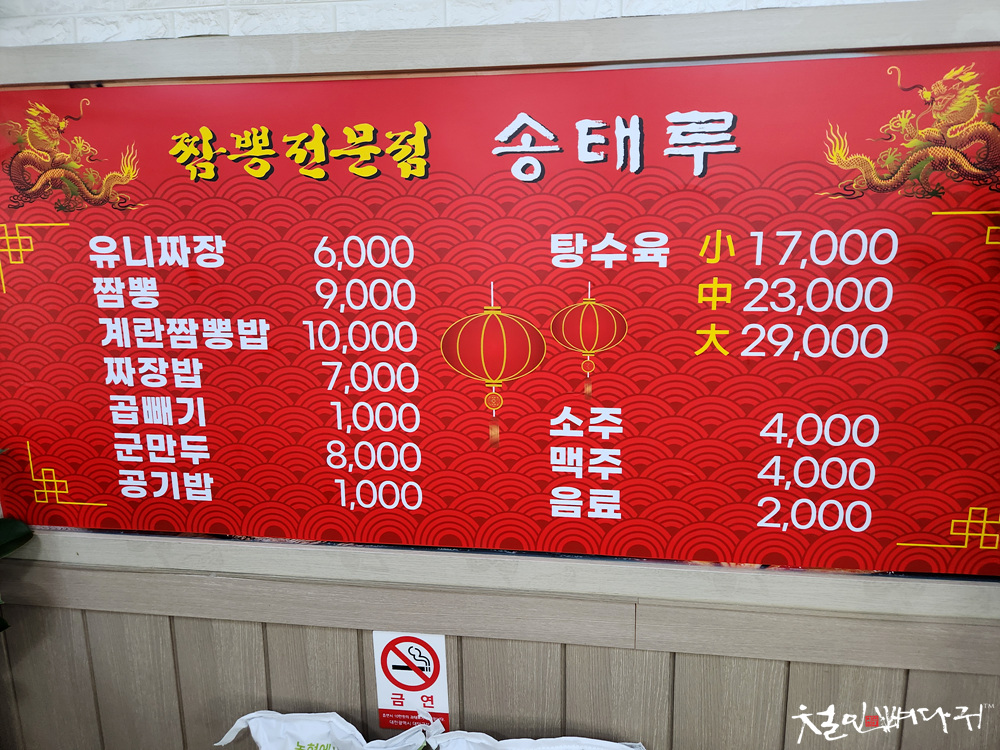 짬뽕전문점 송태루
유니짜장 6,000
짬뽕 9,000
계란짬뽕밥 10,000
짜장밥 7,000
곱빼기 1,000
군만두 8,000
공기밥 1,000
탕수육 小 17,000
中 23,000
大 29,000
소주 4,000
맥주 4,000
음료 2,000
금연